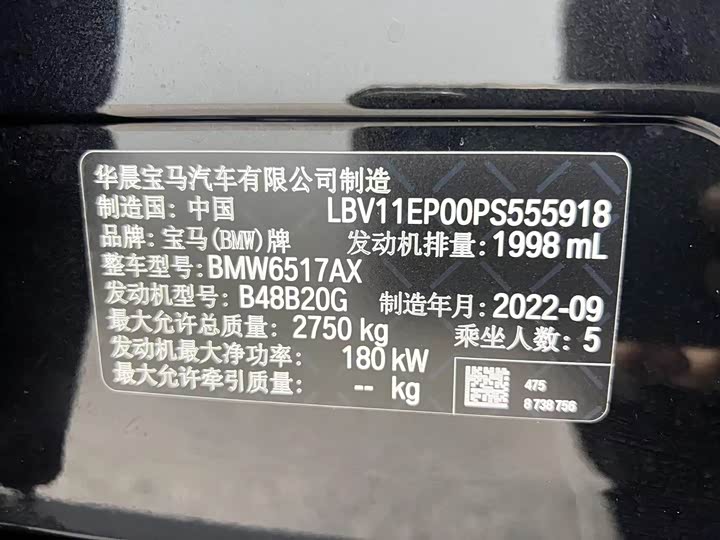 华晨宝马汽车有限公司制造
制造国: 中国 LBV11EP00PS555918
品牌: 宝马(BMW)牌 发动机排量: 1998 mL
整车型号: BMW6517AX
发动机型号: B48B20G 制造年月: 2022-09
最大允许总质量: 2750 kg 乘坐人数: 5
发动机最大净功率: 180 kW
最大允许牵引质量: -- kg
475
8 738 756